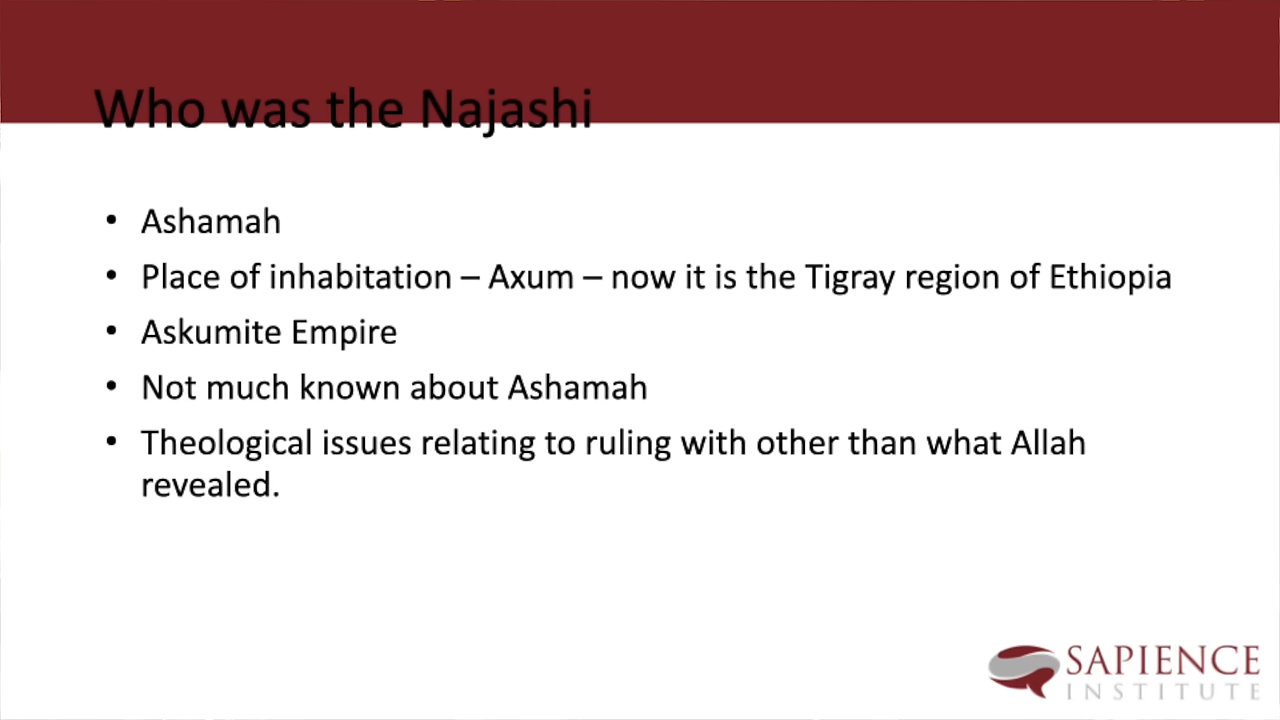 Who was the Najashi
• Ashamah
• Place of inhabitation – Axum – now it is the Tigray region of Ethiopia
• Askumite Empire
• Not much known about Ashamah
• Theological issues relating to ruling with other than what Allah
revealed.
SAPIENCE
INSTITUTE